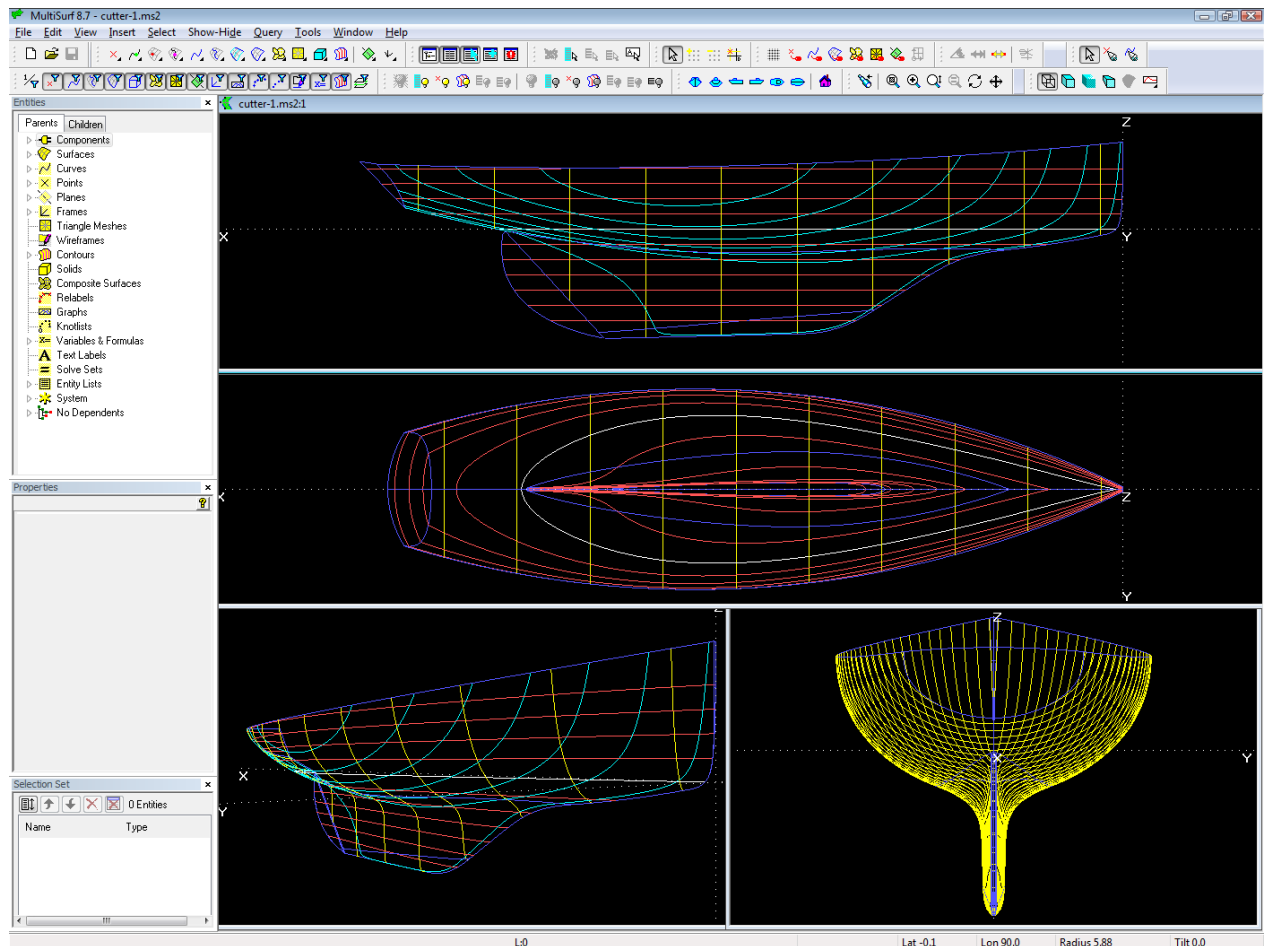 MultiSurf 8.7 - cutter-1.ms2
File Edit View Insert Select Show-Hide Query Tools Window Help
Entities
cutter-1.ms2:1
Parents Children
Components
Surfaces
Curves
Points
Planes
Frames
Triangle Meshes
Wireframes
Contours
Solids
Composite Surfaces
Relabels
Graphs
Knotlists
Variables & Formulas
Text Labels
Solve Sets
Entity Lists
System
No Dependents
Z
X
Y
Properties
X
Z
Y
Selection Set
0 Entities
Name Type
Z
X
Y
Z
X
Y
L:0 Lat -0.1 Lon 90.0 Radius 5.88 Tilt 0.0